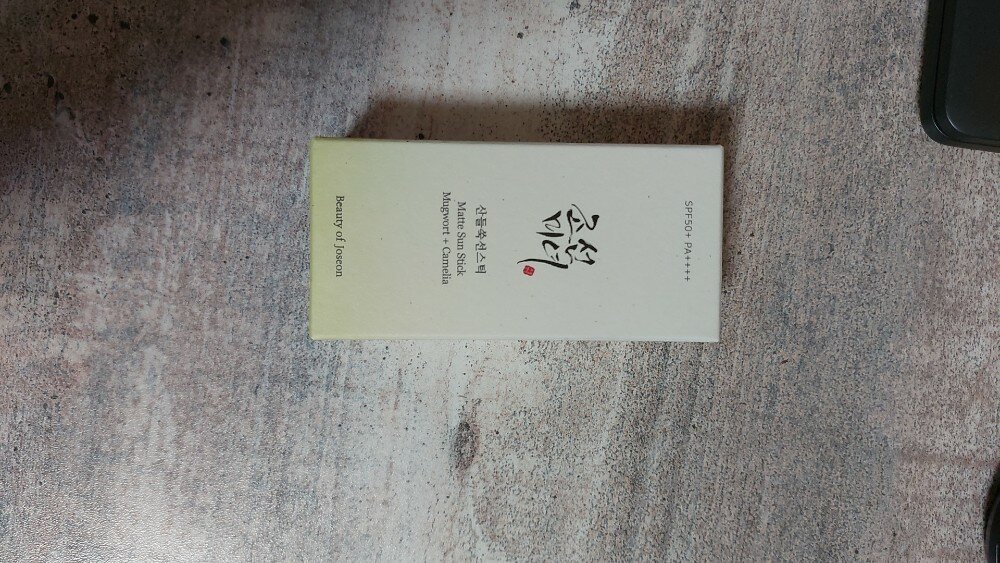 SPF50+ PA++++
조선
미녀
산들쑥선스틱
Matte Sun Stick
Mugwort + Camelia
Beauty of Joseon